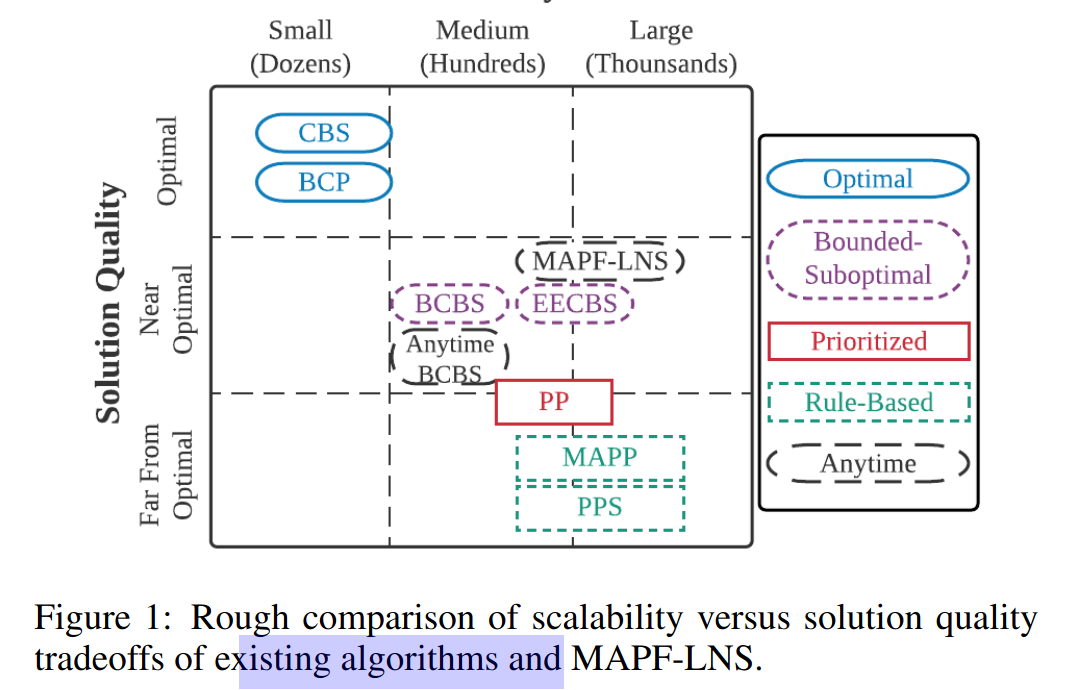 Small
(Dozens)
Medium
(Hundreds)
Large
(Thounsands)
Solution Quality
Optimal
Near
Optimal
Far From
Optimal
CBS
BCP
MAPF-LNS
BCBS
EECBS
Anytime
BCBS
PP
MAPP
PPS
Optimal
Bounded-
Suboptimal
Prioritized
Rule-Based
Anytime
Figure 1: Rough comparison of scalability versus solution quality
tradeoffs of existing algorithms and MAPF-LNS.